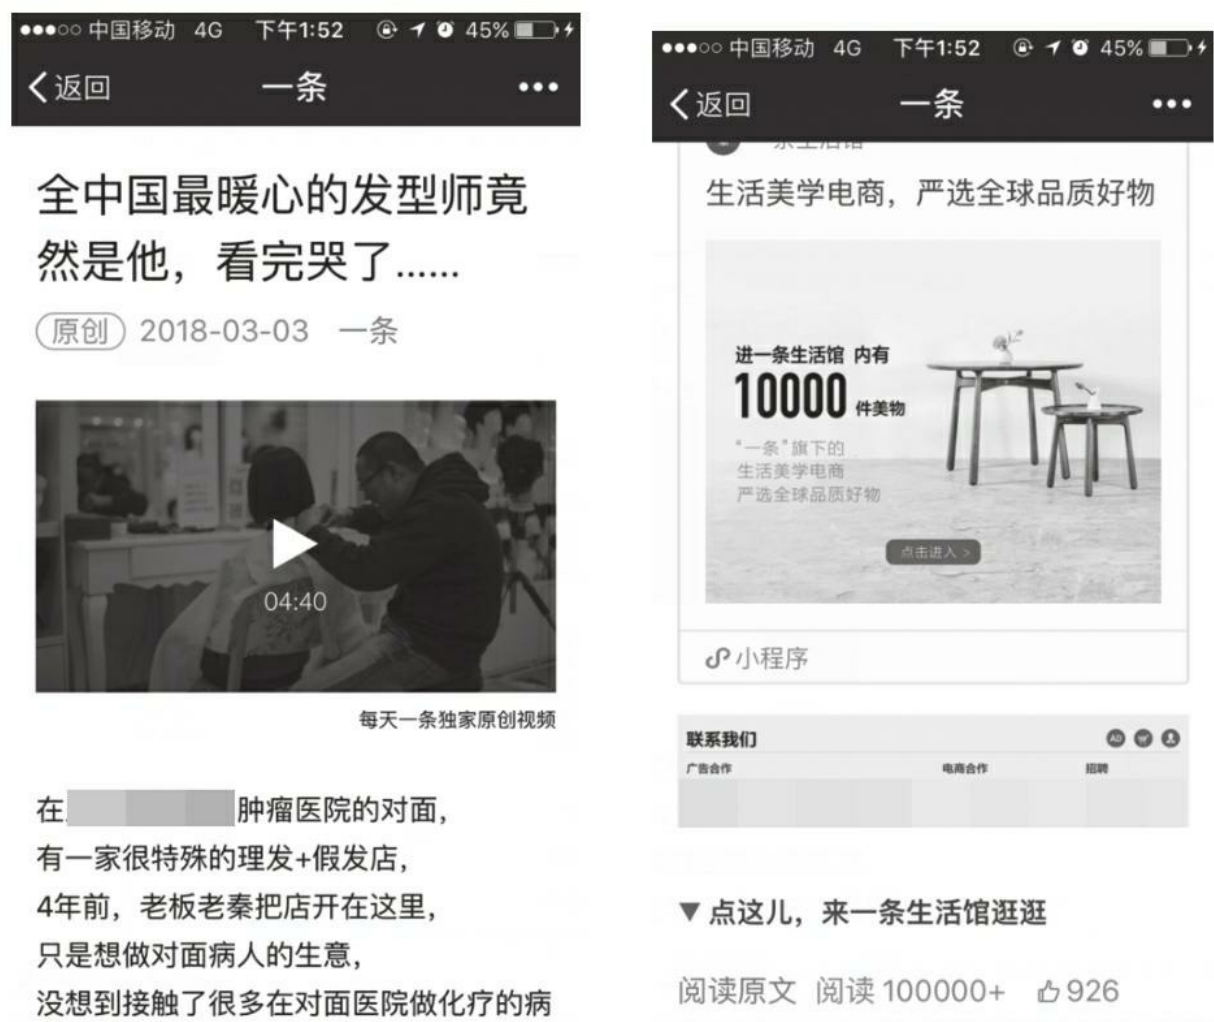 中国移动 4G 下午1:52 45%
返回 一条
全中国最暖心的发型师竟
然是他，看完哭了……
原创 2018-03-03 一条
04:40
每天一条独家原创视频
在 肿瘤医院的对面，
有一家很特殊的理发+假发店，
4年前，老板老秦把店开在这里，
只是想做对面病人的生意，
没想到接触了很多在对面医院做化疗的病
中国移动 4G 下午1:52 45%
返回 一条
条生活馆
生活美学电商，严选全球品质好物
进一条生活馆 内有
10000 件美物
“一条”旗下的
生活美学电商
严选全球品质好物
点击进入 >
小程序
联系我们
AD
广告合作 电商合作 招聘
▼点这儿，来一条生活馆逛逛
阅读原文 阅读 100000+ 926